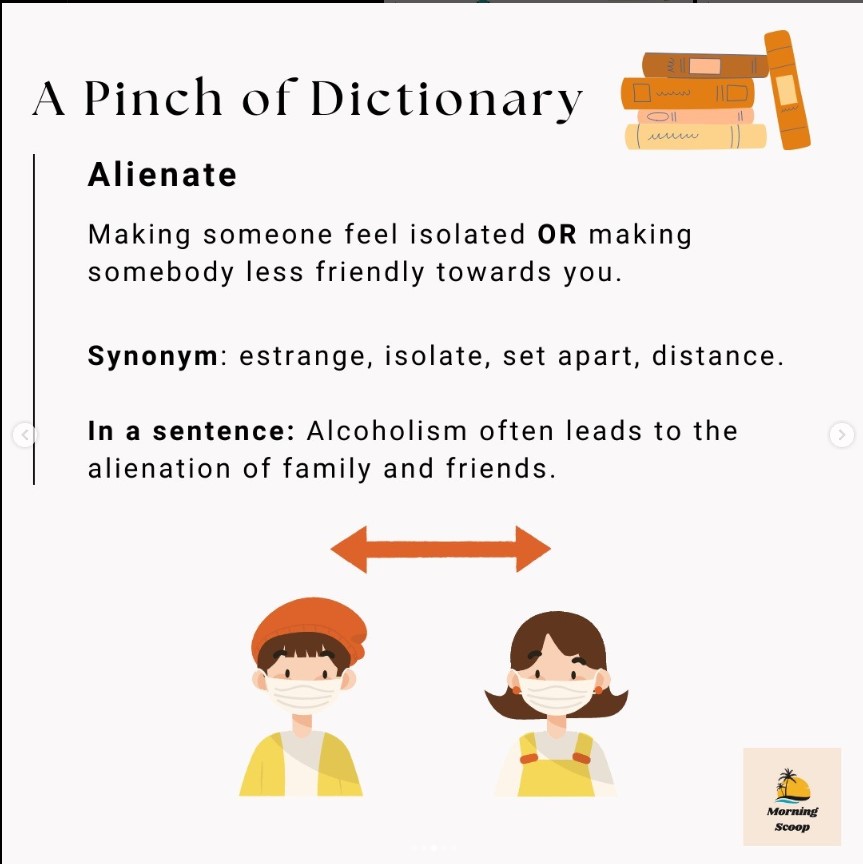 A Pinch of Dictionary
Alienate
Making someone feel isolated OR making
somebody less friendly towards you.
Synonym: estrange, isolate, set apart, distance.
In a sentence: Alcoholism often leads to the
alienation of family and friends.
Morning
Scoop